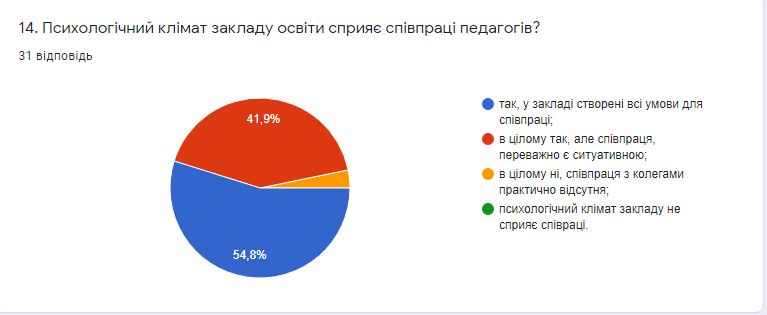 14. Психологічний клімат закладу освіти сприяє співпраці педагогів?
31 відповідь
41,9%
54,8%
так, у закладі створені всі умови для
співпраці;
в цілому так, але співпраця,
переважно є ситуативною;
в цілому ні, співпраця з колегами
практично відсутня;
психологічний клімат закладу не
сприяє співпраці.